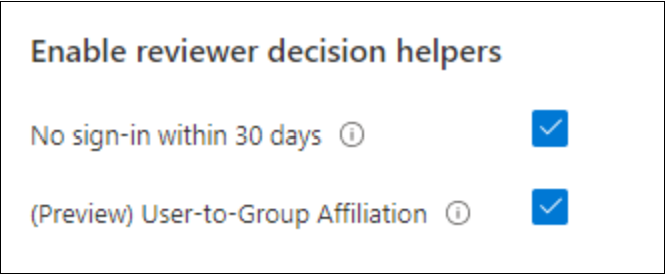 Enable reviewer decision helpers
No sign-in within 30 days
(Preview) User-to-Group Affiliation